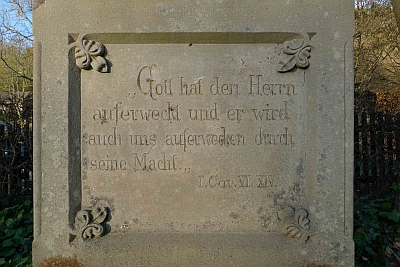 „Gott hat den Herrn
auferweckt und er wird
auch uns auferwecken durch
seine Macht.„
I. Cor. VI. XIV.